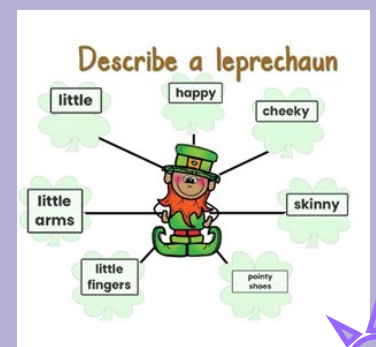 Describe a leprechaun
little
happy
cheeky
little
arms
skinny
little
fingers
pointy
shoes